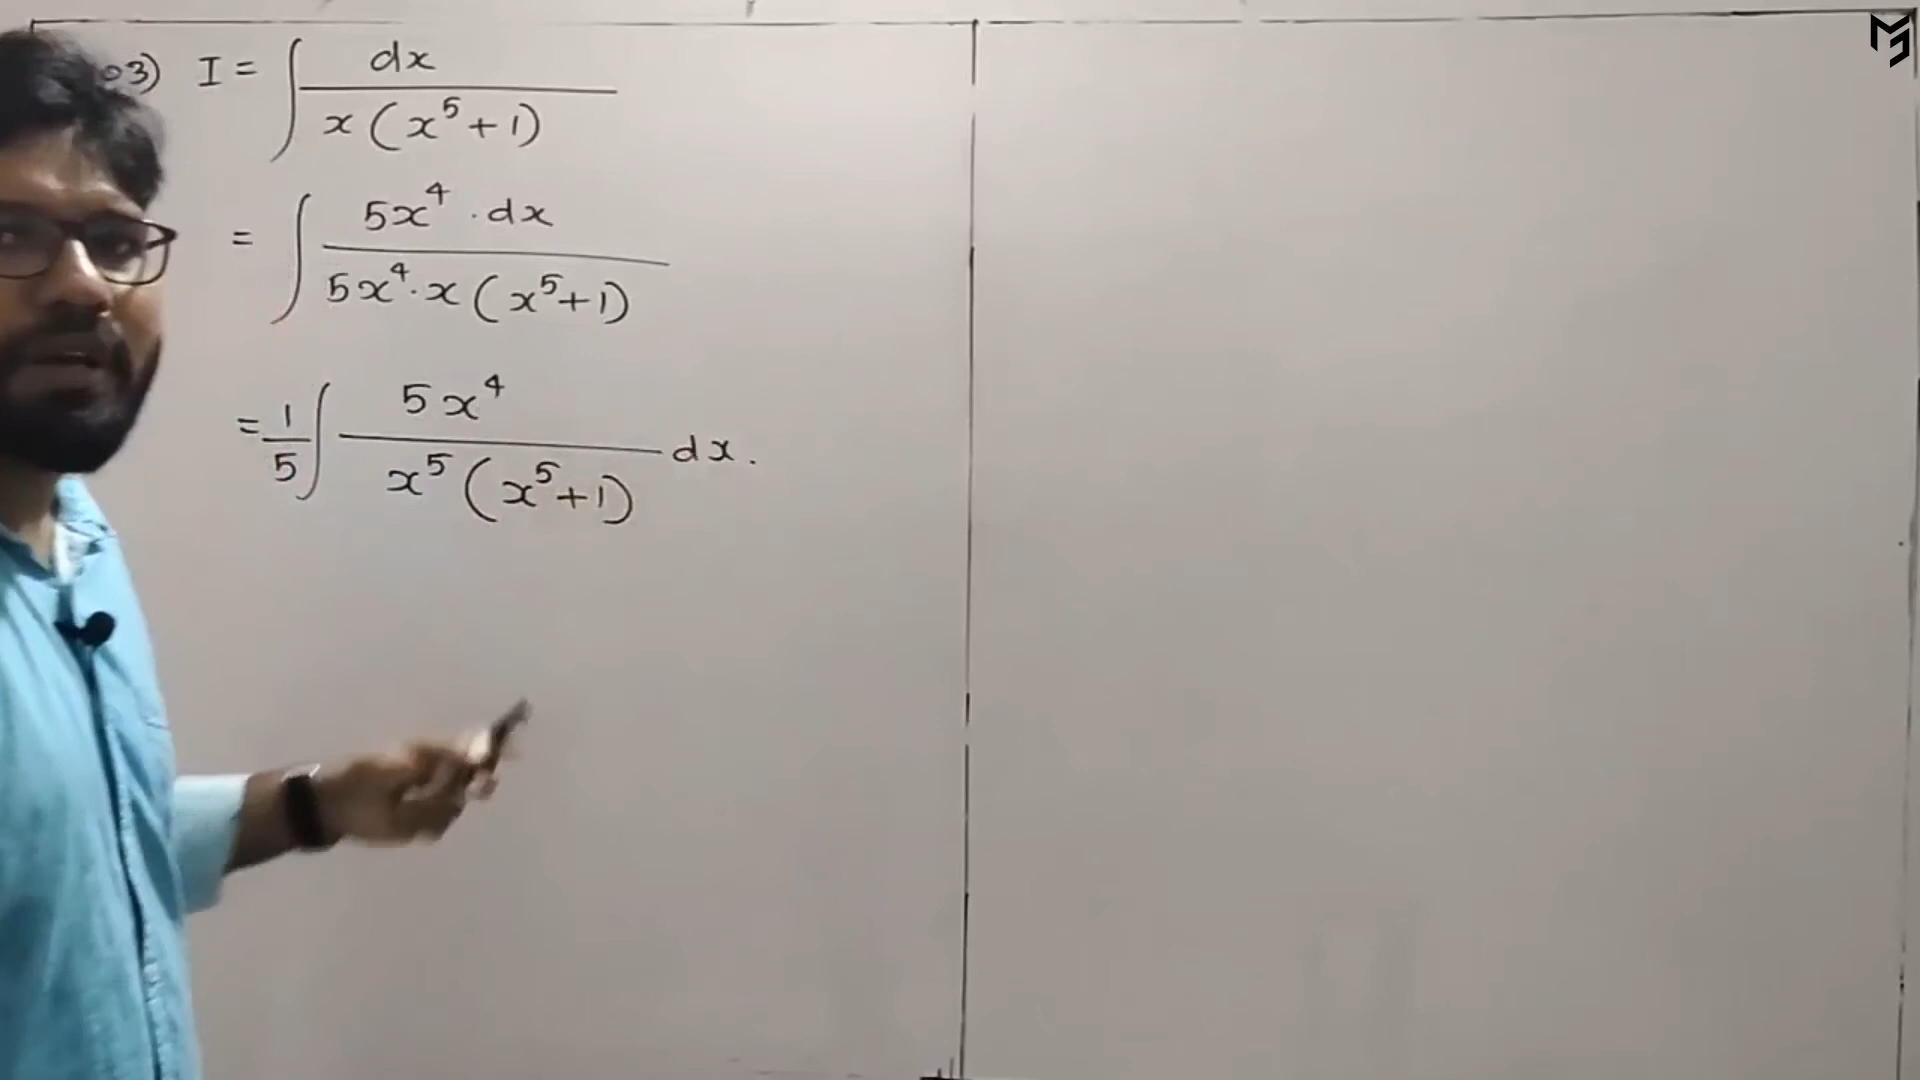 03) I = ∫ dx / x(x⁵+1)
= ∫ 5x⁴ · dx / 5x⁴ · x(x⁵+1)
= 1/5 ∫ 5x⁴ / x⁵(x⁵+1) dx.